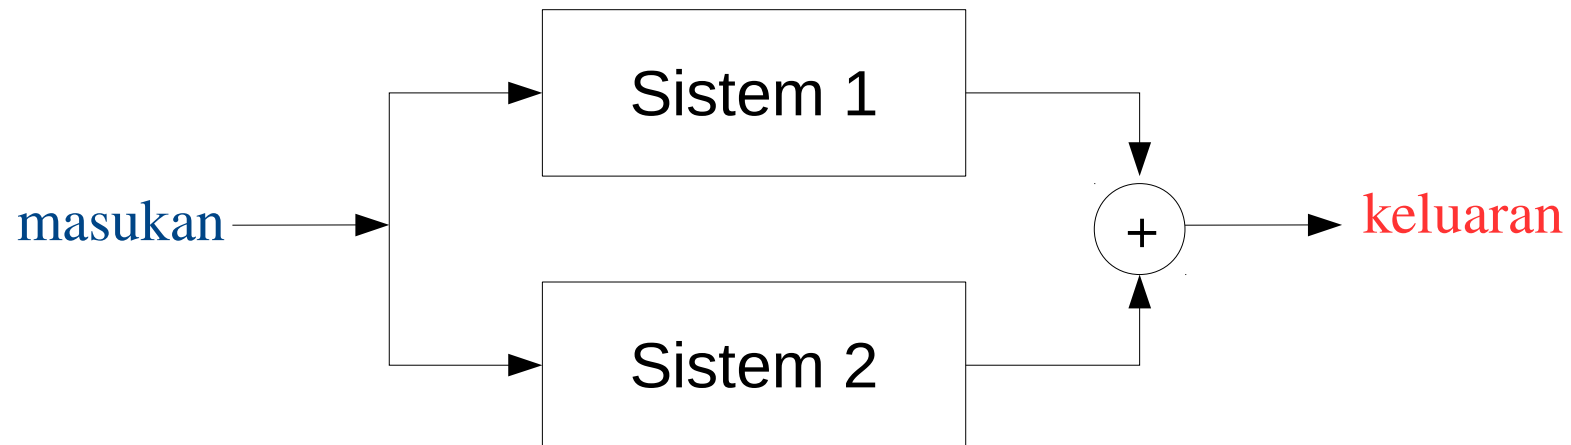 Sistem 1
masukan
+
keluaran
Sistem 2